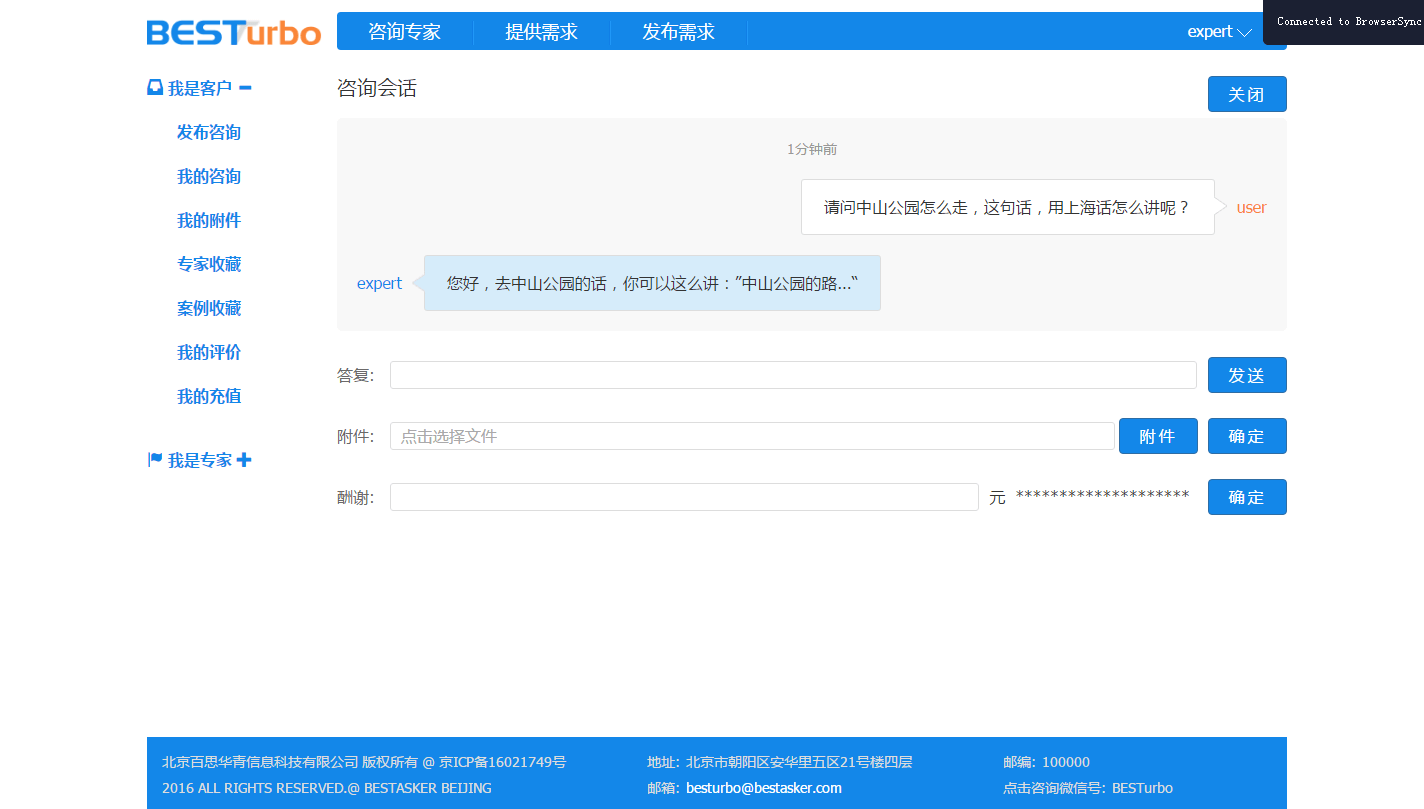 BESTurbo
咨询专家
提供需求
发布需求
expert
Connected to BrowserSync
我是客户
发布咨询
我的咨询
我的附件
专家收藏
案例收藏
我的评价
我的充值
我是专家
咨询会话
关闭
1分钟前
请问中山公园怎么走，这句话，用上海话怎么讲呢？
user
expert
您好，去中山公园的话，你可以这么讲：”中山公园的路...“
答复:
发送
附件:
点击选择文件
附件
确定
酬谢:
元
********************
确定
北京百思华青信息科技有限公司 版权所有 @ 京ICP备16021749号
2016 ALL RIGHTS RESERVED.@ BESTASKER BEIJING
地址: 北京市朝阳区安华里五区21号楼四层
邮箱: besturbo@bestasker.com
邮编: 100000
点击咨询微信号: BESTurbo